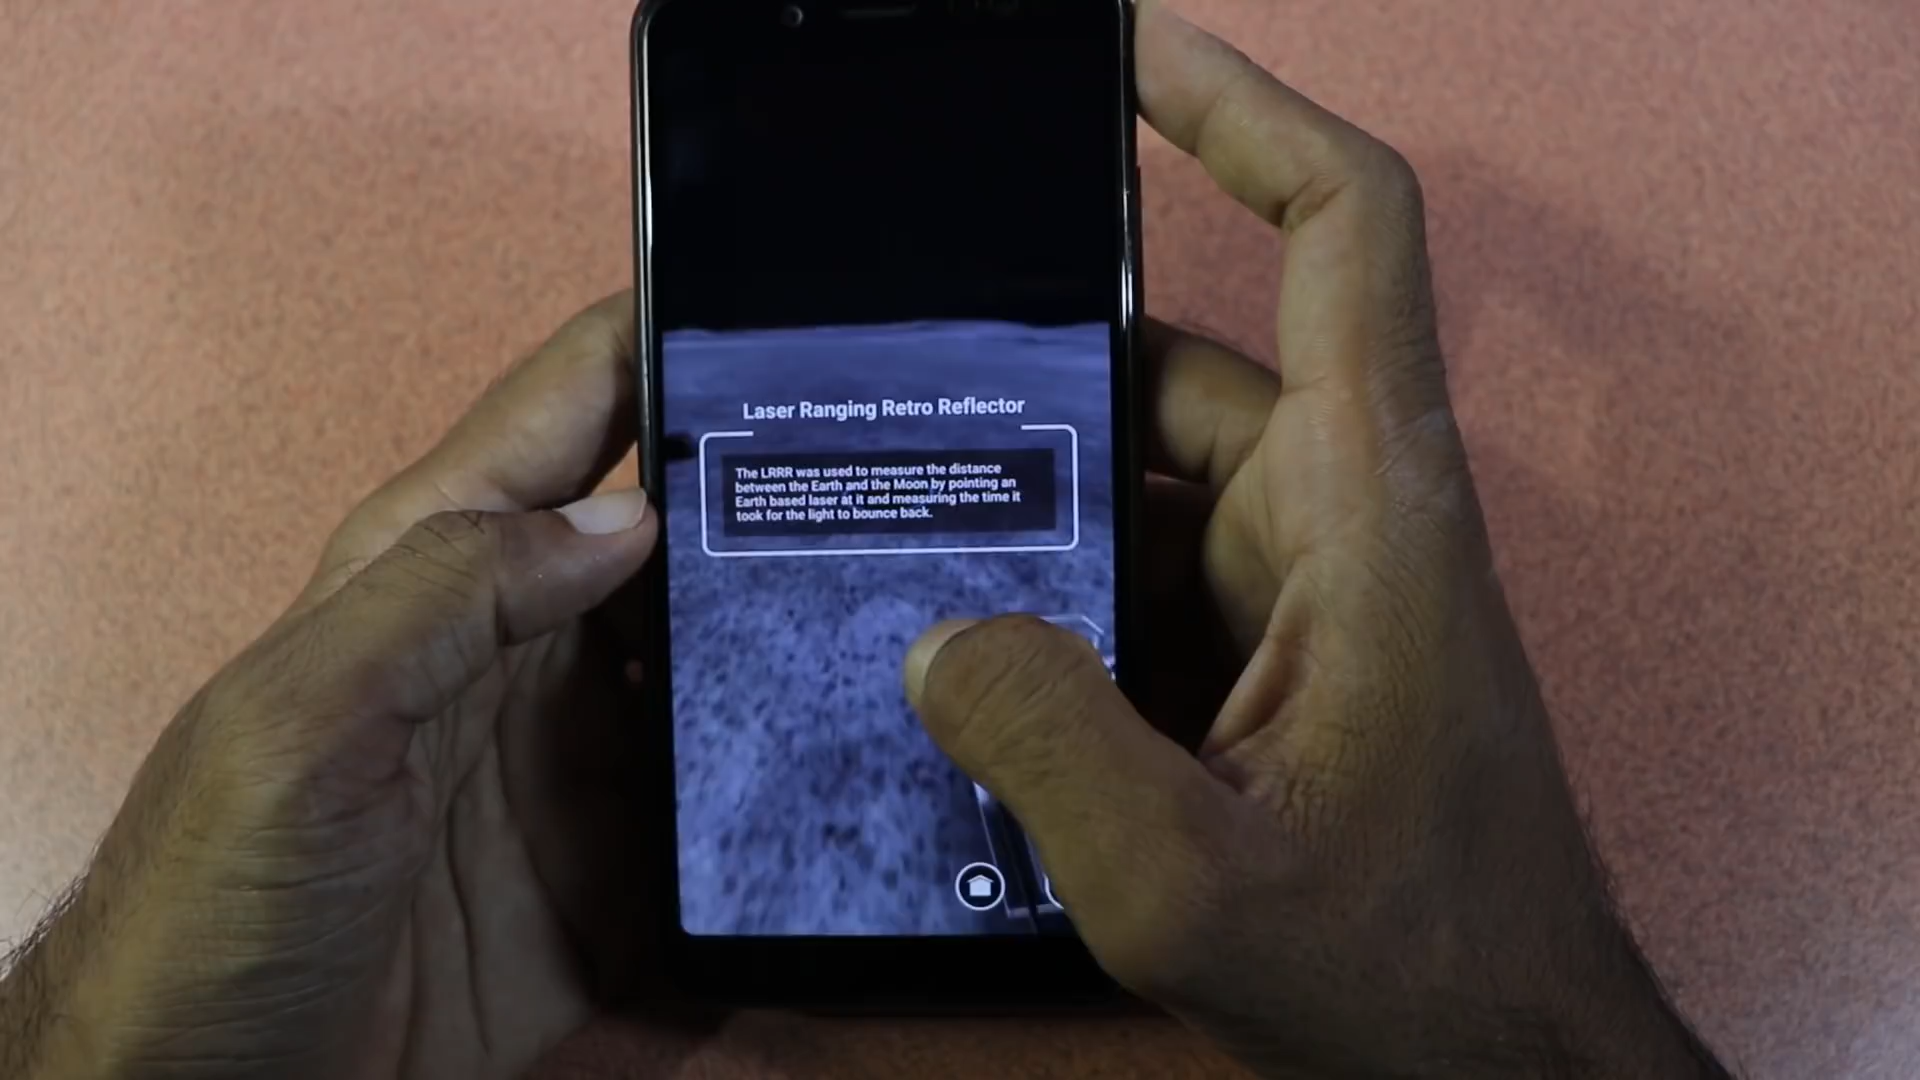 Laser Ranging Retro Reflector
The LRRR was used to measure the distance
between the Earth and the Moon by pointing an
Earth based laser at it and measuring the time it
took for the light to bounce back.